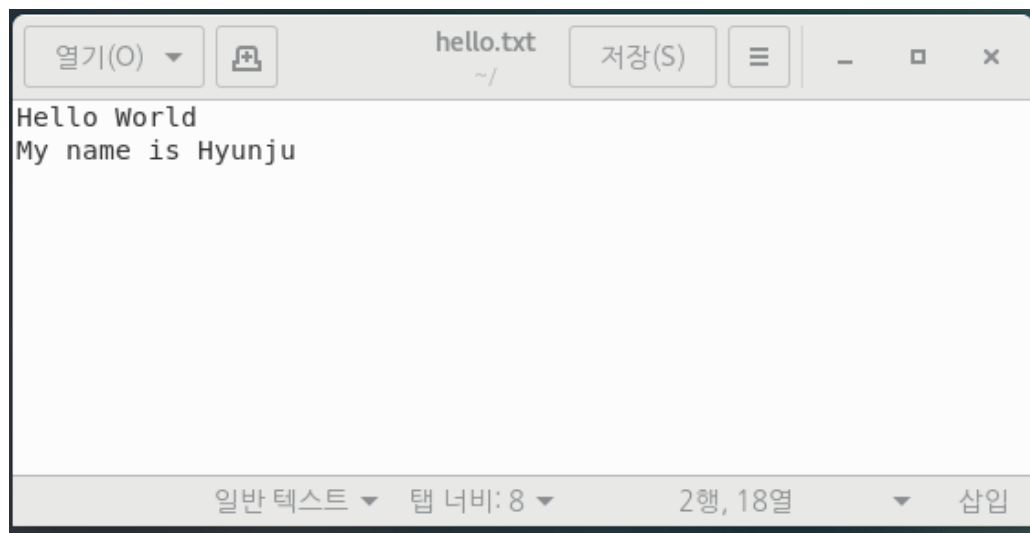 열기(O)
hello.txt
~/
저장(S)
Hello World
My name is Hyunju
일반 텍스트 탭 너비: 8 2행, 18열 삽입